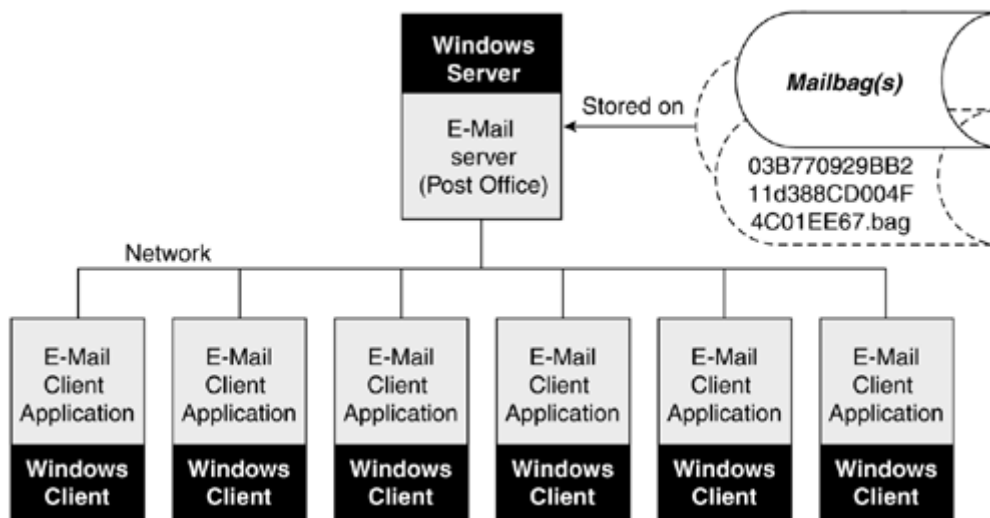 Windows
Server
E-Mail
server
(Post Office)
Stored on
Mailbag(s)
03B770929BB2
11d388CD004F
4C01EE67.bag
Network
E-Mail
Client
Application
Windows
Client
E-Mail
Client
Application
Windows
Client
E-Mail
Client
Application
Windows
Client
E-Mail
Client
Application
Windows
Client
E-Mail
Client
Application
Windows
Client
E-Mail
Client
Application
Windows
Client